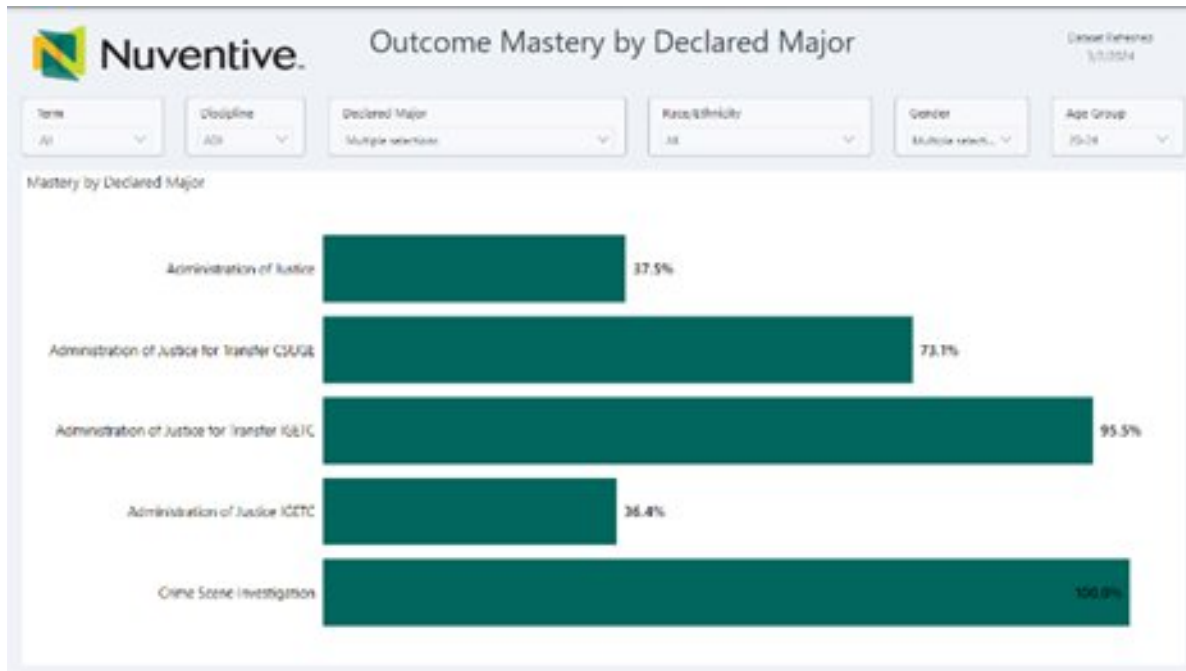 Nuventive.
Outcome Mastery by Declared Major
Dataset Refreshed
Term
All
Discipline
Declared Major
Multiple selections
Race/Ethnicity
All
Gender
Multiple selecti...
Age Group
20-24
Mastery by Declared Major
Administration of Justice
37.5%
Administration of Justice for Transfer CSUGE
73.1%
Administration of Justice for Transfer IGETC
95.5%
Administration of Justice IGETC
36.4%
Crime Scene Investigation
100.0%